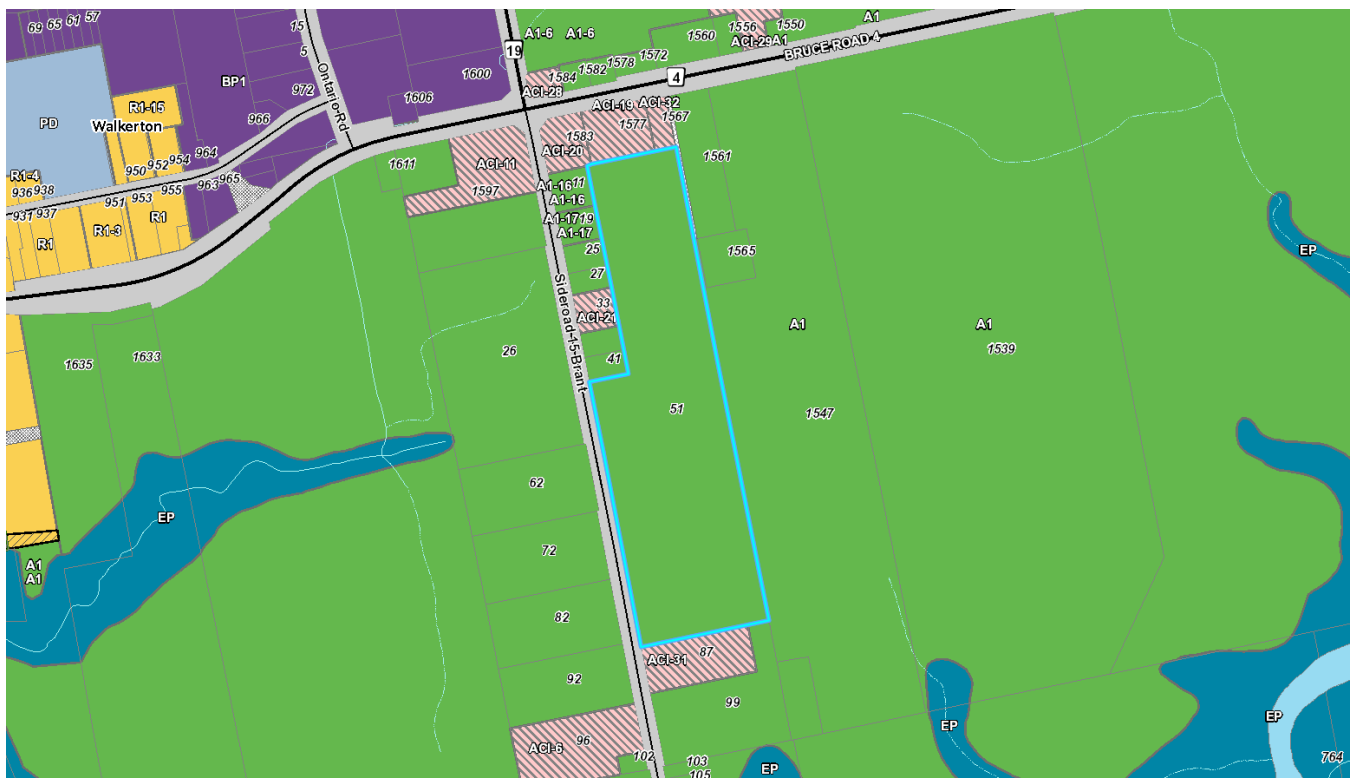 69 65 61 57
15
5
19
A1-6 A1-6
1560
1556
1550
A1
ACI-29
A1
BRUCE ROAD 4
1572
1578
1582
1584
4
ACI-28
BP1
972
Ontario Rd
1600
1606
R1-15
PD
Walkerton
966
964
954
952
950
R1-4
936 938
931 937
951
953
955
963
965
R1
R1-3
R1
1611
ACI-11
1597
ACI-19
ACI-32
1567
1577
1583
ACI-20
1561
A1-16
11
A1-16
A1-17
19
A1-17
25
27
33
ACI-21
41
1565
EP
Sideroad 15 Brant
26
A1
A1
1539
1635
1633
51
1547
62
72
82
92
EP
A1
A1
ACI-31
87
99
ACI-6
96
102
103
105
EP
EP
EP
764